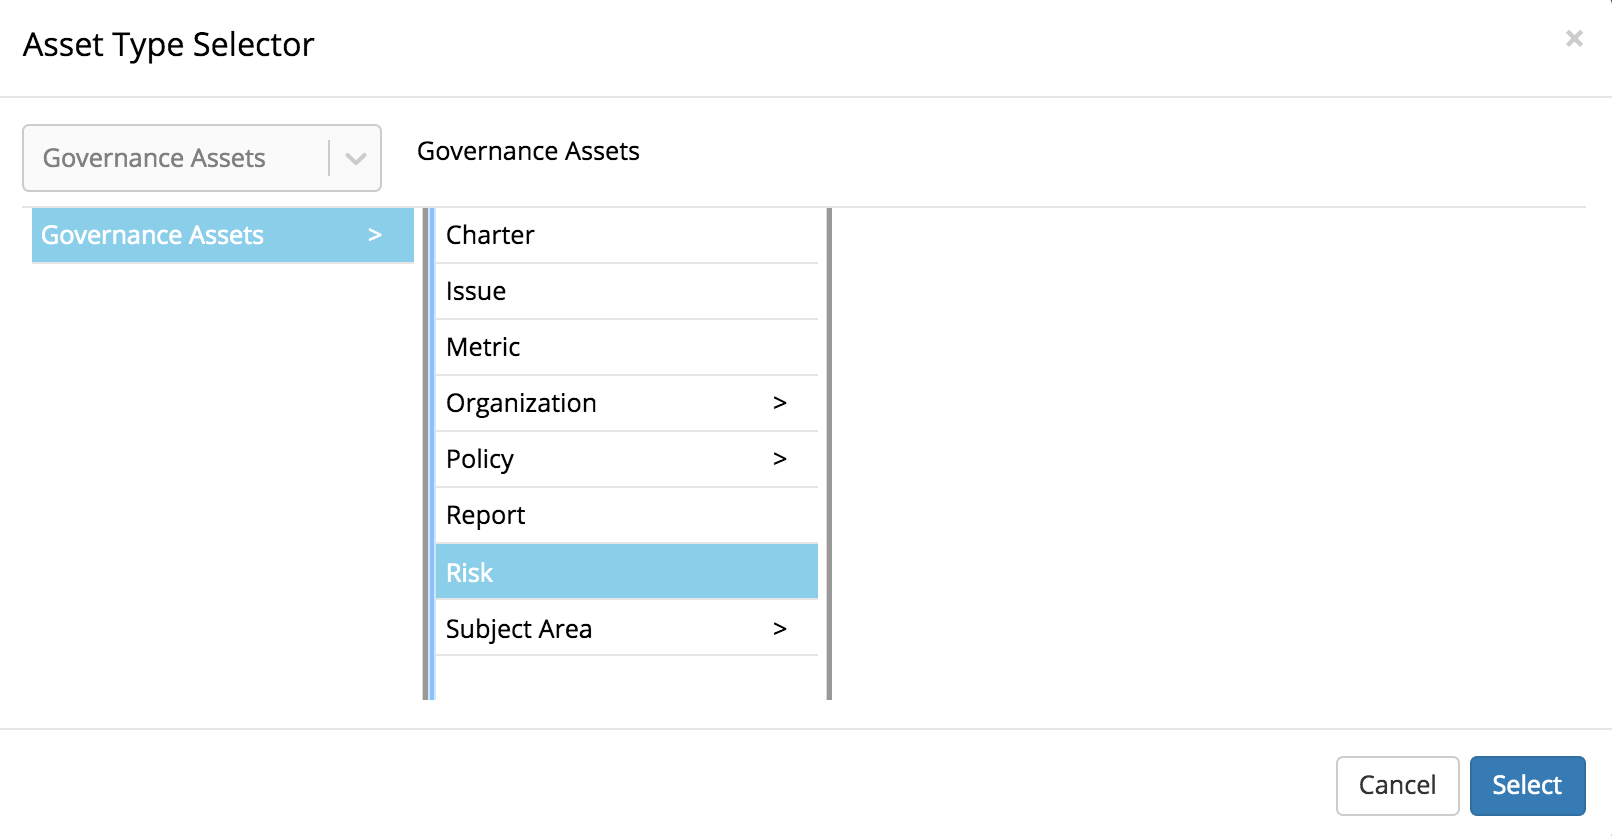 Asset Type Selector
×
Governance Assets
Governance Assets
Governance Assets >
Charter
Issue
Metric
Organization >
Policy >
Report
Risk
Subject Area >
Cancel
Select